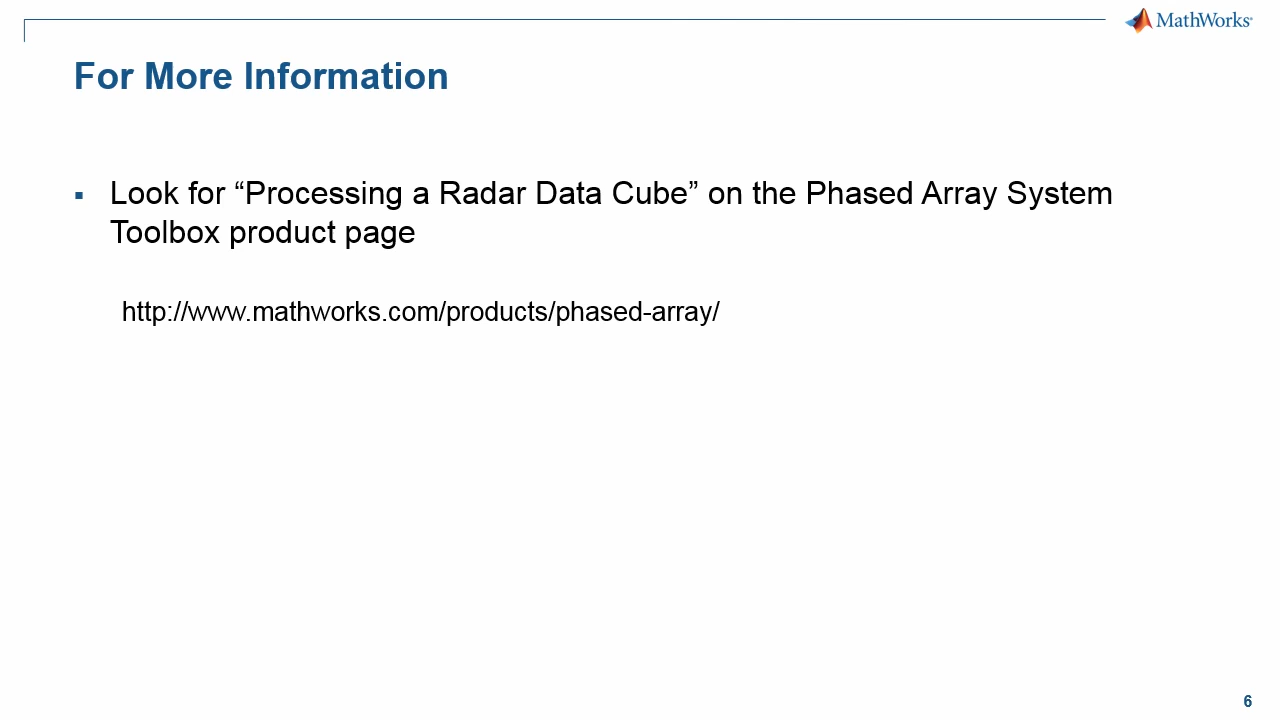 MathWorks
For More Information
▪ Look for “Processing a Radar Data Cube” on the Phased Array System
Toolbox product page
http://www.mathworks.com/products/phased-array/
6